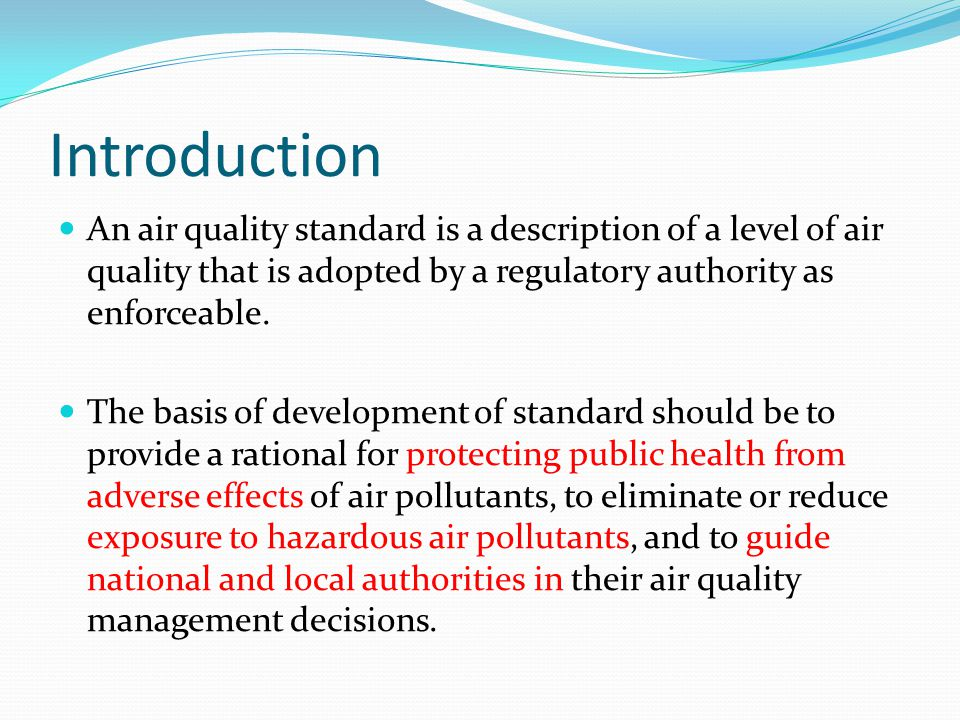 Introduction
An air quality standard is a description of a level of air
quality that is adopted by a regulatory authority as
enforceable.
The basis of development of standard should be to
provide a rational for protecting public health from
adverse effects of air pollutants, to eliminate or reduce
exposure to hazardous air pollutants, and to guide
national and local authorities in their air quality
management decisions.